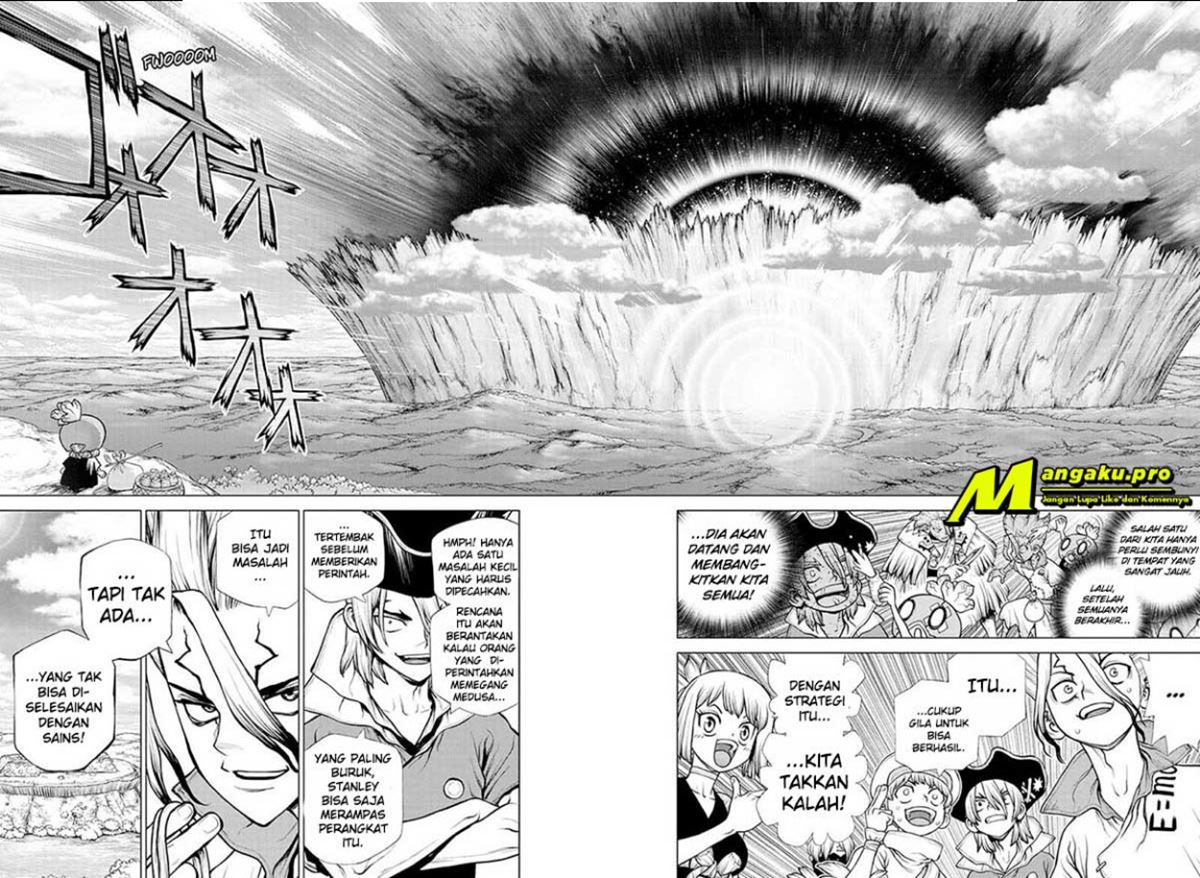 FWOOOOM
オ
オ
オ
オ
オ
オ
Mangaku.pro
Jangan Lupa Like dan Komennya
SALAH SATU
DARI KITA HANYA
PERLU SEMBUNYI
DI TEMPAT YANG
SANGAT JAUH.
LALU,
SETELAH
SEMUANYA
BERAKHIR...
...DIA AKAN
DATANG DAN
MEMBANG-
KITKAN KITA
SEMUA!
...
ITU...
...CUKUP
GILA UNTUK
BISA
BERHASIL.
DENGAN
STRATEGI
ITU...
...KITA
TAKKAN
KALAH!
E=mc
HMPH! HANYA
ADA SATU
MASALAH KECIL
YANG HARUS
DIPECAHKAN.
RENCANA
ITU AKAN
BERANTAKAN
KALAU ORANG
YANG DI-
PERINTAHKAN
MEMEGANG
MEDUSA...
...
TERTEMBAK
SEBELUM
MEMBERIKAN
PERINTAH.
YANG PALING
BURUK,
STANLEY
BISA SAJA
MERAMPAS
PERANGKAT
ITU.
ITU
BISA JADI
MASALAH
...
...
TAPI TAK
ADA...
...YANG TAK
BISA DI-
SELESAIKAN
DENGAN
SAINS!